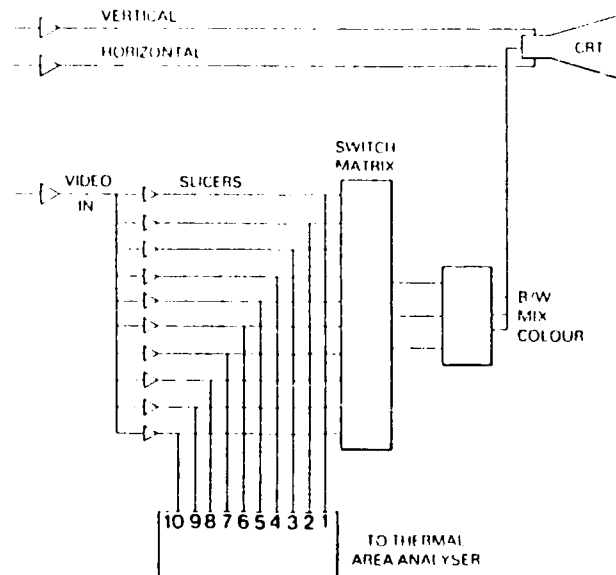 VERTICAL
HORIZONTAL
CRT
SWITCH
MATRIX
VIDEO
IN
SLICERS
B/W
MIX
COLOUR
10 9 8 7 6 5 4 3 2 1
TO THERMAL
AREA ANALYSER